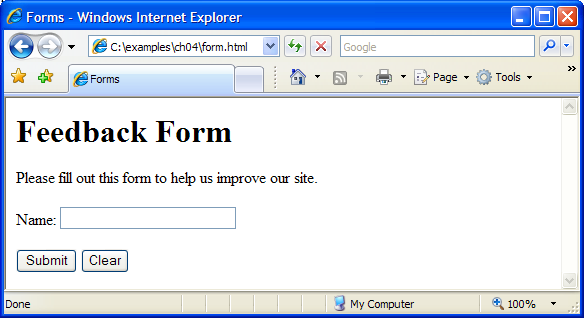 Forms - Windows Internet Explorer
C:\examples\ch04\form.html
Google
Forms
Page
Tools
»
Feedback Form
Please fill out this form to help us improve our site.
Name:
Submit Clear
Done
My Computer
100%